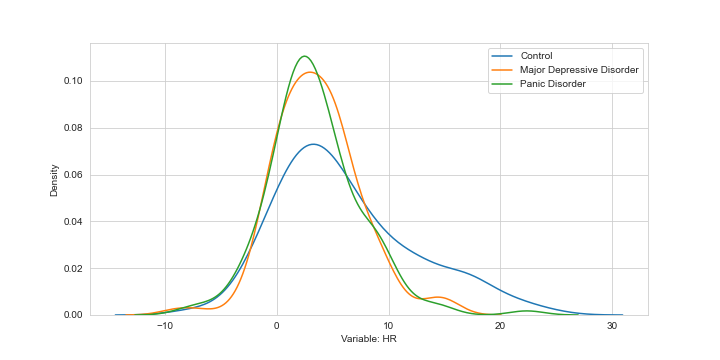 Control
Major Depressive Disorder
Panic Disorder
Density
0.10
0.08
0.06
0.04
0.02
0.00
−10 0 10 20 30
Variable: HR